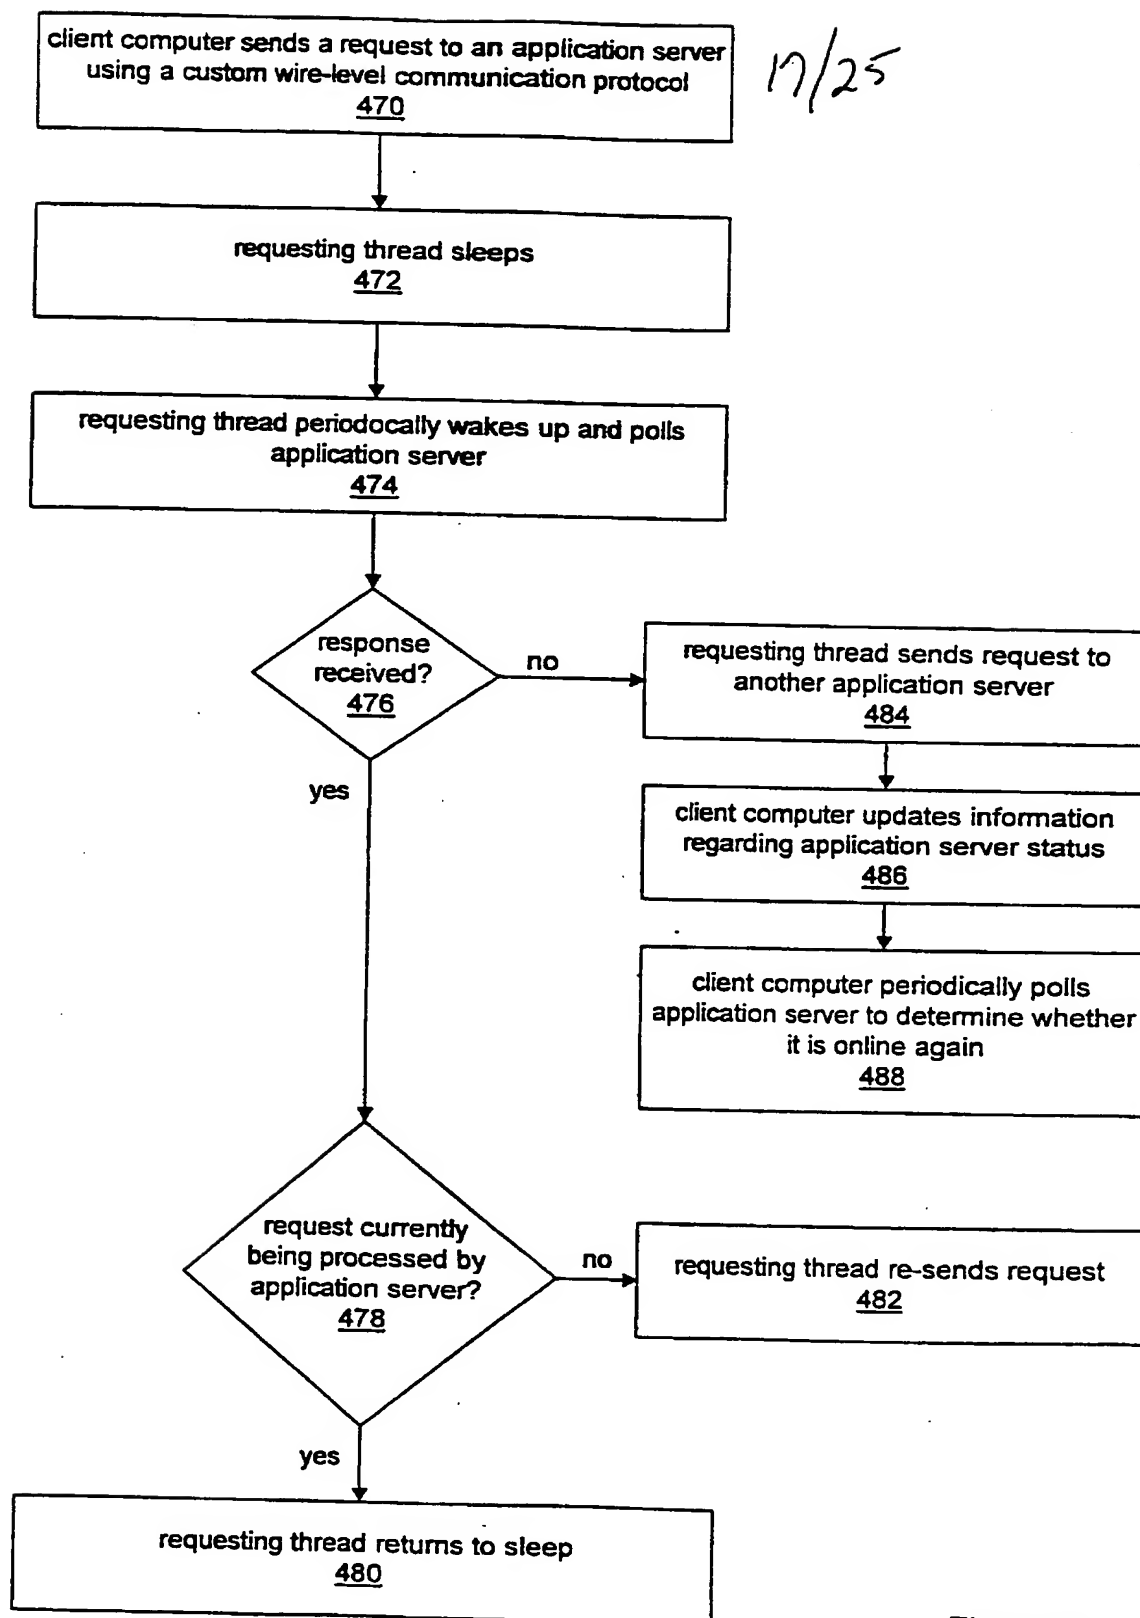 client computer sends a request to an application server
using a custom wire-level communication protocol
470
17/25
requesting thread sleeps
472
requesting thread periodocally wakes up and polls
application server
474
response
received?
476
no
requesting thread sends request to
another application server
484
yes
client computer updates information
regarding application server status
486
client computer periodically polls
application server to determine whether
it is online again
488
request currently
being processed by
application server?
478
no
requesting thread re-sends request
482
yes
requesting thread returns to sleep
480